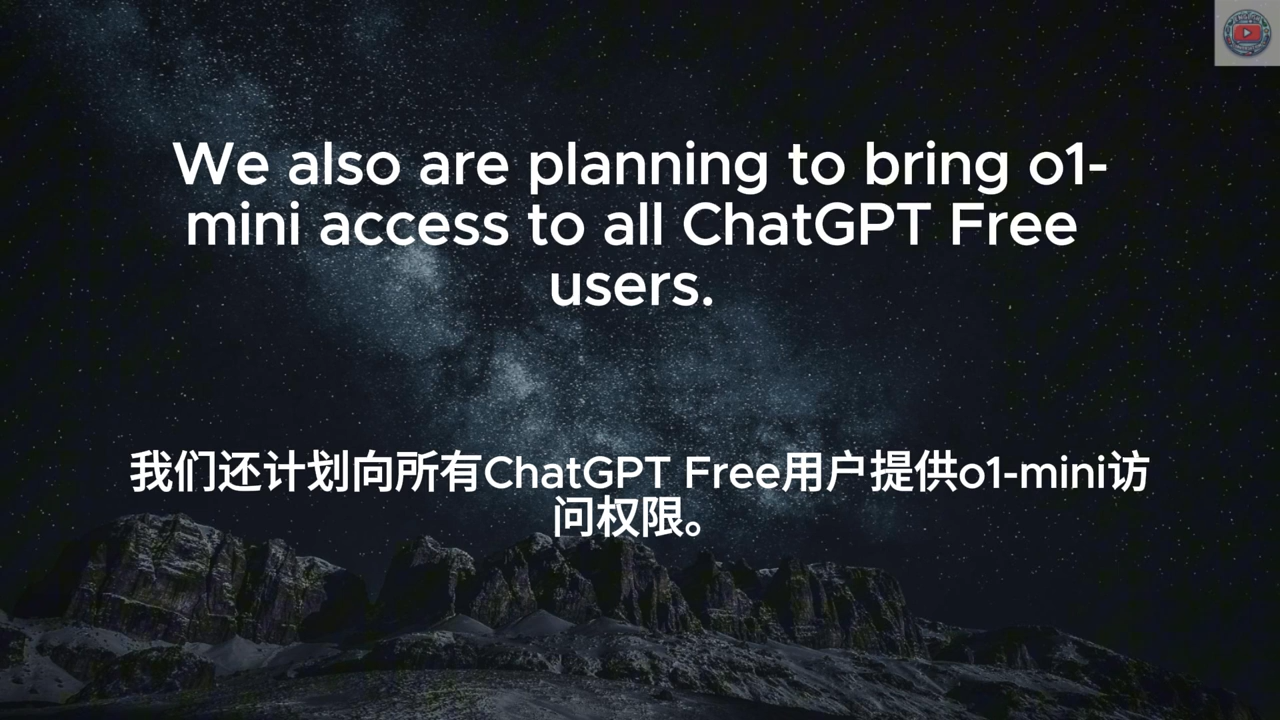 We also are planning to bring o1-
mini access to all ChatGPT Free
users.
我们还计划向所有ChatGPT Free用户提供o1-mini访
问权限。